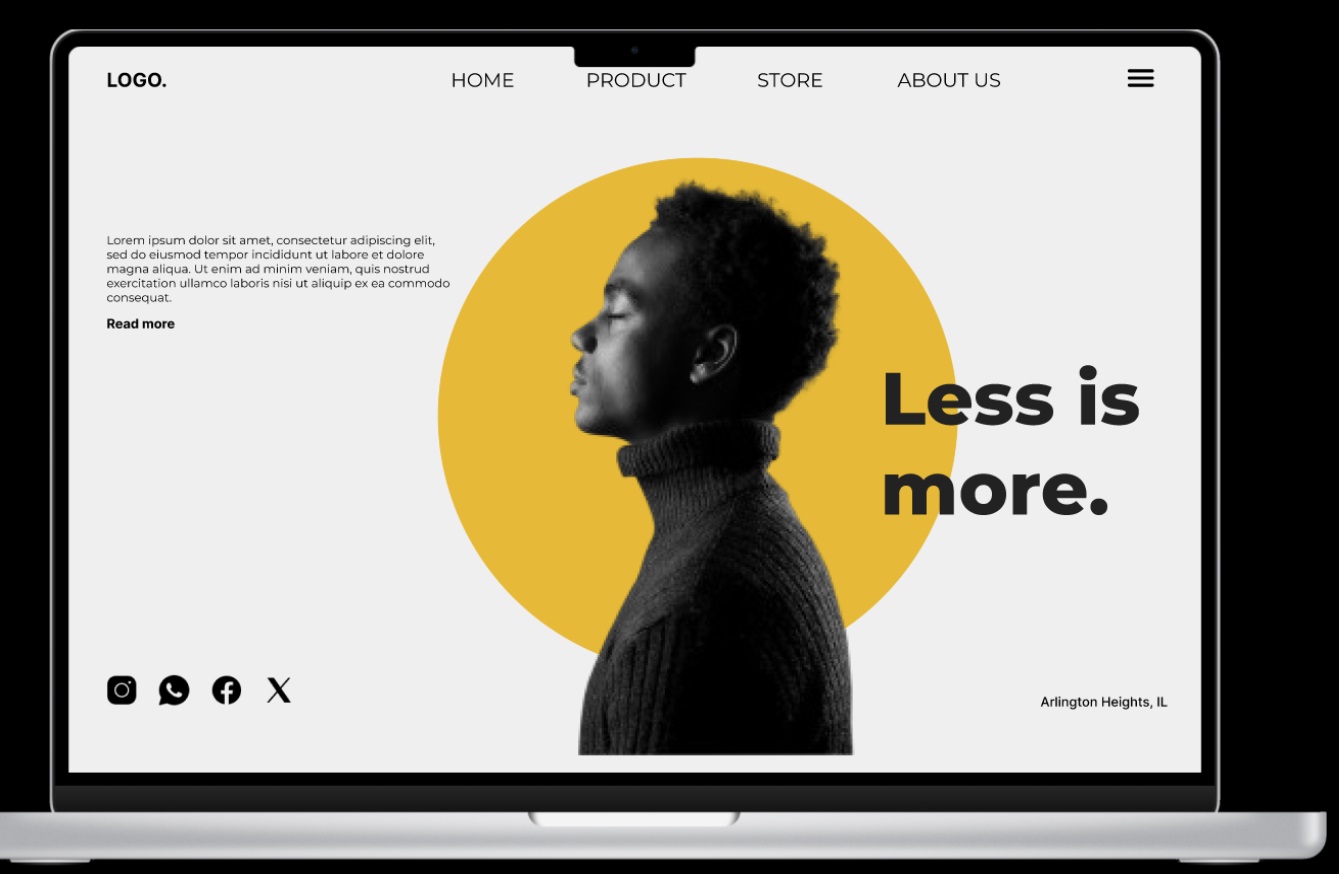 LOGO.
HOME PRODUCT STORE ABOUT US
Lorem ipsum dolor sit amet, consectetur adipiscing elit,
sed do eiusmod tempor incididunt ut labore et dolore
magna aliqua. Ut enim ad minim veniam, quis nostrud
exercitation ullamco laboris nisi ut aliquip ex ea commodo
consequat.
Read more
Less is
more.
Arlington Heights, IL